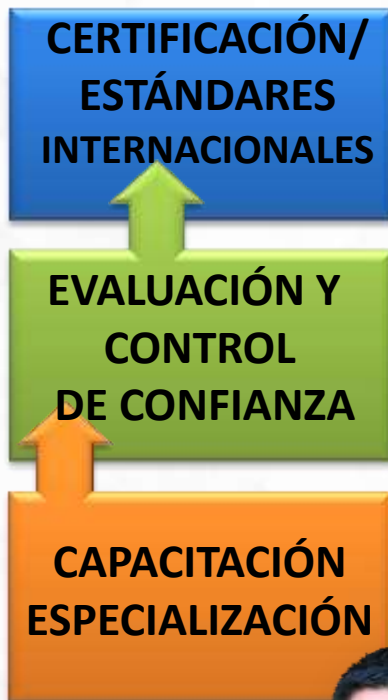 CERTIFICACIÓN/
ESTÁNDARES
INTERNACIONALES
EVALUACIÓN Y
CONTROL
DE CONFIANZA
CAPACITACIÓN
ESPECIALIZACIÓN